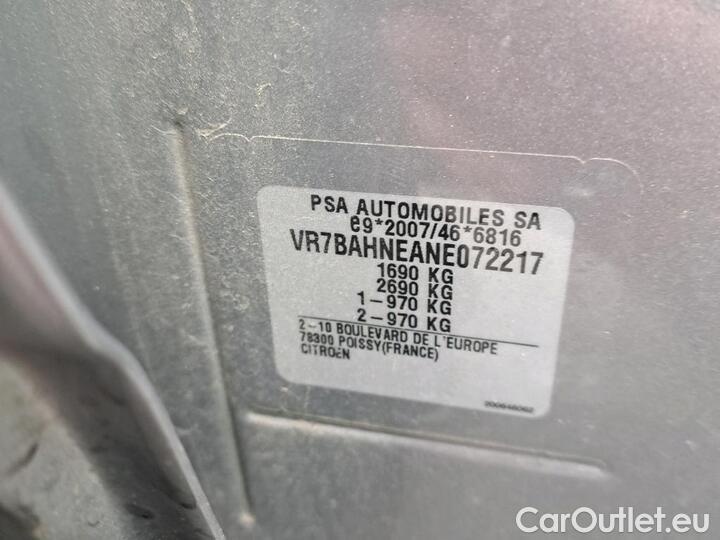 PSA AUTOMOBILES SA
e9*2007/46*6816
VR7BAHNEANE072217
1690 KG
2690 KG
1-970 KG
2-970 KG
2-10 BOULEVARD DE L'EUROPE
78300 POISSY(FRANCE)
CITROEN
CarOutlet.eu